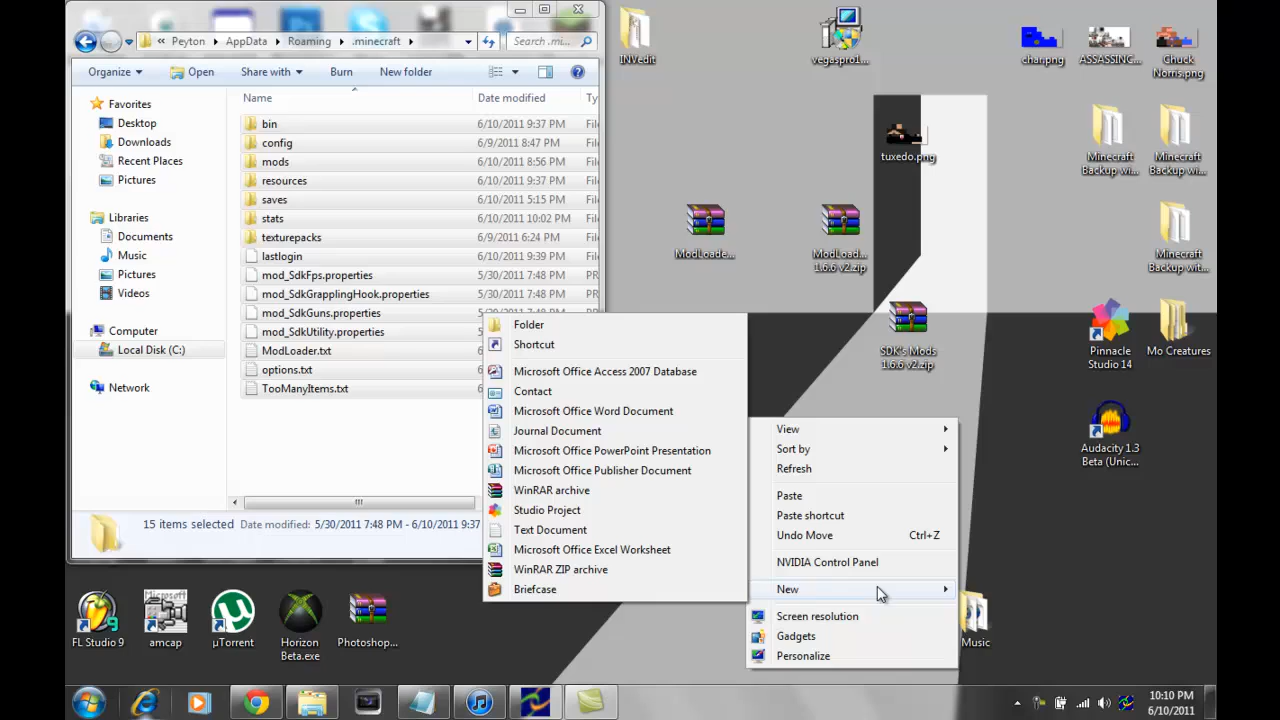 Peyton
AppData
Roaming
.minecraft
Search .mi...
Organize
Open
Share with
Burn
New folder
Name
Date modified
Ty
Favorites
Desktop
Downloads
Recent Places
Pictures
Libraries
Documents
Music
Pictures
Videos
Computer
Local Disk (C:)
Network
bin 6/10/2011 9:37 PM File
config 6/9/2011 8:47 PM File
mods 6/10/2011 8:56 PM File
resources 6/10/2011 9:37 PM File
saves 6/10/2011 5:15 PM File
stats 6/10/2011 10:02 PM File
texturepacks 6/9/2011 6:24 PM File
lastlogin 6/10/2011 9:39 PM File
mod_SdkFps.properties 5/30/2011 7:48 PM PR
mod_SdkGrapplingHook.properties 5/30/2011 7:48 PM PR
mod_SdkGuns.properties
mod_SdkUtility.properties
ModLoader.txt
options.txt
TooManyItems.txt
15 items selected Date modified: 5/30/2011 7:48 PM - 6/10/2011 9:37
Folder
Shortcut
Microsoft Office Access 2007 Database
Contact
Microsoft Office Word Document
Journal Document
Microsoft Office PowerPoint Presentation
Microsoft Office Publisher Document
WinRAR archive
Studio Project
Text Document
Microsoft Office Excel Worksheet
WinRAR ZIP archive
Briefcase
View
Sort by
Refresh
Paste
Paste shortcut
Undo Move Ctrl+Z
NVIDIA Control Panel
New
Screen resolution
Gadgets
Personalize
INVedit
vegaspro1...
char.png
ASSASSINC...
Chuck
Norris.png
tuxedo.png
Minecraft
Backup wi...
Minecraft
Backup wi...
ModLoade...
ModLoad...
1.6.6 v2.zip
Minecraft
Backup wit...
SDK's Mods
1.6.6 v2.zip
Pinnacle
Studio 14
Mo Creatures
Audacity 1.3
Beta (Unic...
FL Studio 9
amcap
µTorrent
Horizon
Beta.exe
Photoshop...
Music
10:10 PM
6/10/2011